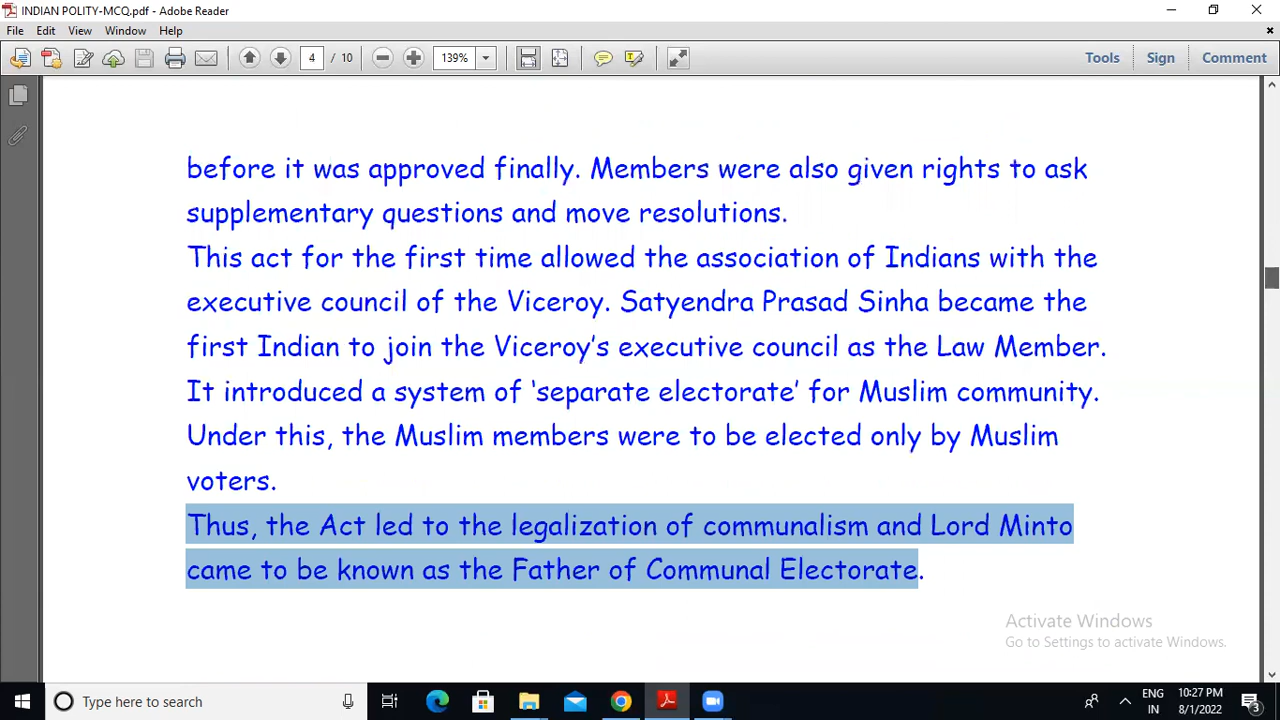 INDIAN POLITY-MCQ.pdf - Adobe Reader
File Edit View Window Help
4 / 10 139% Tools Sign Comment
before it was approved finally. Members were also given rights to ask
supplementary questions and move resolutions.
This act for the first time allowed the association of Indians with the
executive council of the Viceroy. Satyendra Prasad Sinha became the
first Indian to join the Viceroy’s executive council as the Law Member.
It introduced a system of ‘separate electorate’ for Muslim community.
Under this, the Muslim members were to be elected only by Muslim
voters.
Thus, the Act led to the legalization of communalism and Lord Minto
came to be known as the Father of Communal Electorate.
Activate Windows
Go to Settings to activate Windows.
Type here to search
ENG 10:27 PM
IN 8/1/2022 3